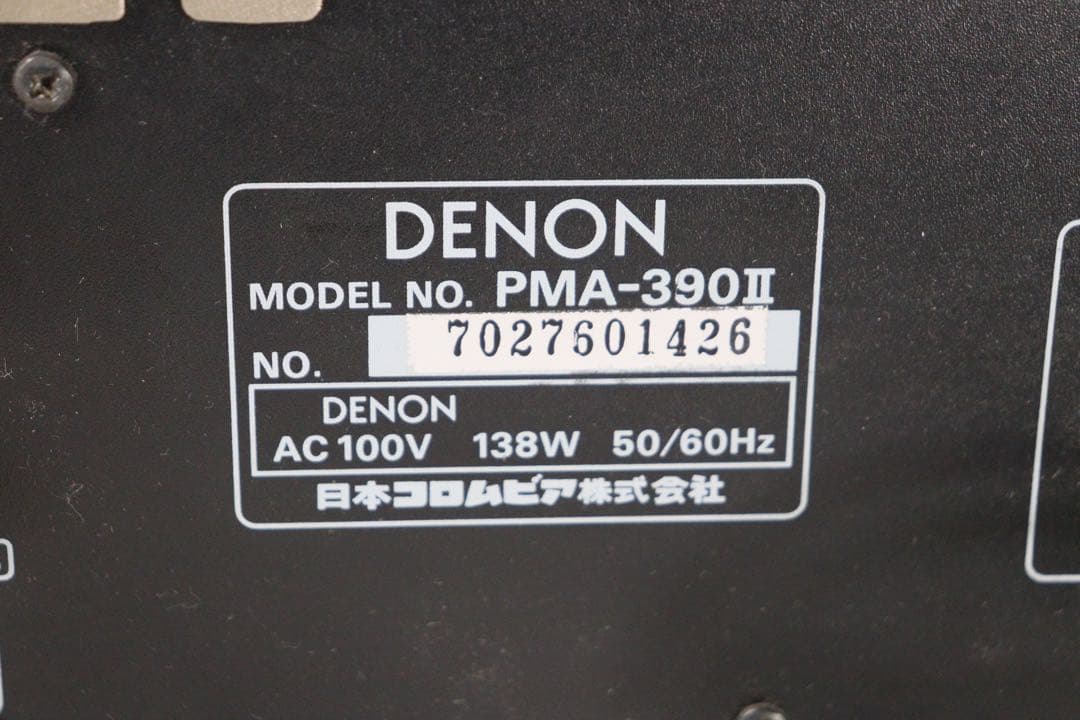 DENON
MODEL NO. PMA-390II
NO. 7027601426
DENON
AC 100V 138W 50/60Hz
日本コロムビア株式会社